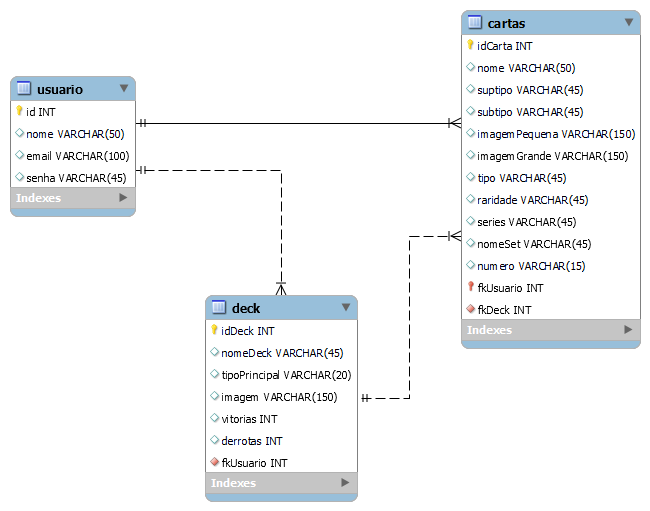 usuario
id INT
nome VARCHAR(50)
email VARCHAR(100)
senha VARCHAR(45)
Indexes
cartas
idCarta INT
nome VARCHAR(50)
suptipo VARCHAR(45)
subtipo VARCHAR(45)
imagemPequena VARCHAR(150)
imagemGrande VARCHAR(150)
tipo VARCHAR(45)
raridade VARCHAR(45)
series VARCHAR(45)
nomeSet VARCHAR(45)
numero VARCHAR(15)
fkUsuario INT
fkDeck INT
Indexes
deck
idDeck INT
nomeDeck VARCHAR(45)
tipoPrincipal VARCHAR(20)
imagem VARCHAR(150)
vitorias INT
derrotas INT
fkUsuario INT
Indexes